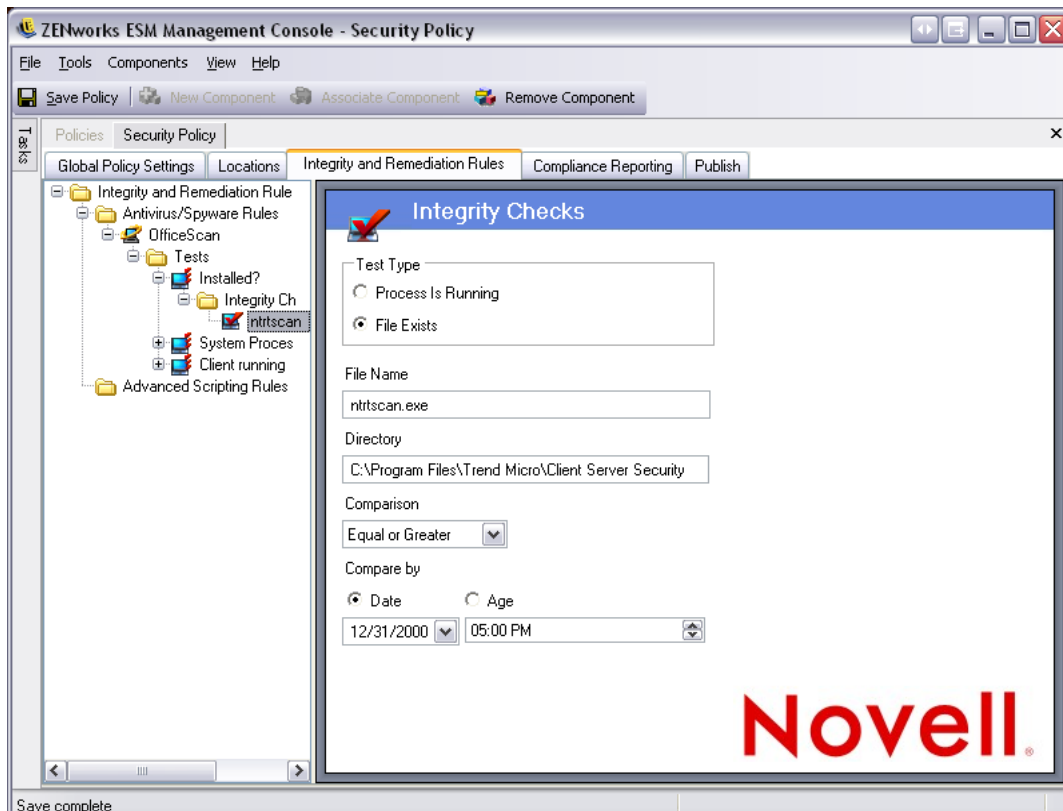 ZENworks ESM Management Console - Security Policy
File Tools Components View Help
Save Policy New Component Associate Component Remove Component
Tasks
Policies Security Policy
Global Policy Settings Locations Integrity and Remediation Rules Compliance Reporting Publish
Integrity and Remediation Rule
Antivirus/Spyware Rules
OfficeScan
Tests
Installed?
Integrity Ch
ntrtscan
System Proces
Client running
Advanced Scripting Rules
Integrity Checks
Test Type
Process Is Running
File Exists
File Name
ntrtscan.exe
Directory
C:\Program Files\Trend Micro\Client Server Security
Comparison
Equal or Greater
Compare by
Date Age
12/31/2000 05:00 PM
Novell®
Save complete